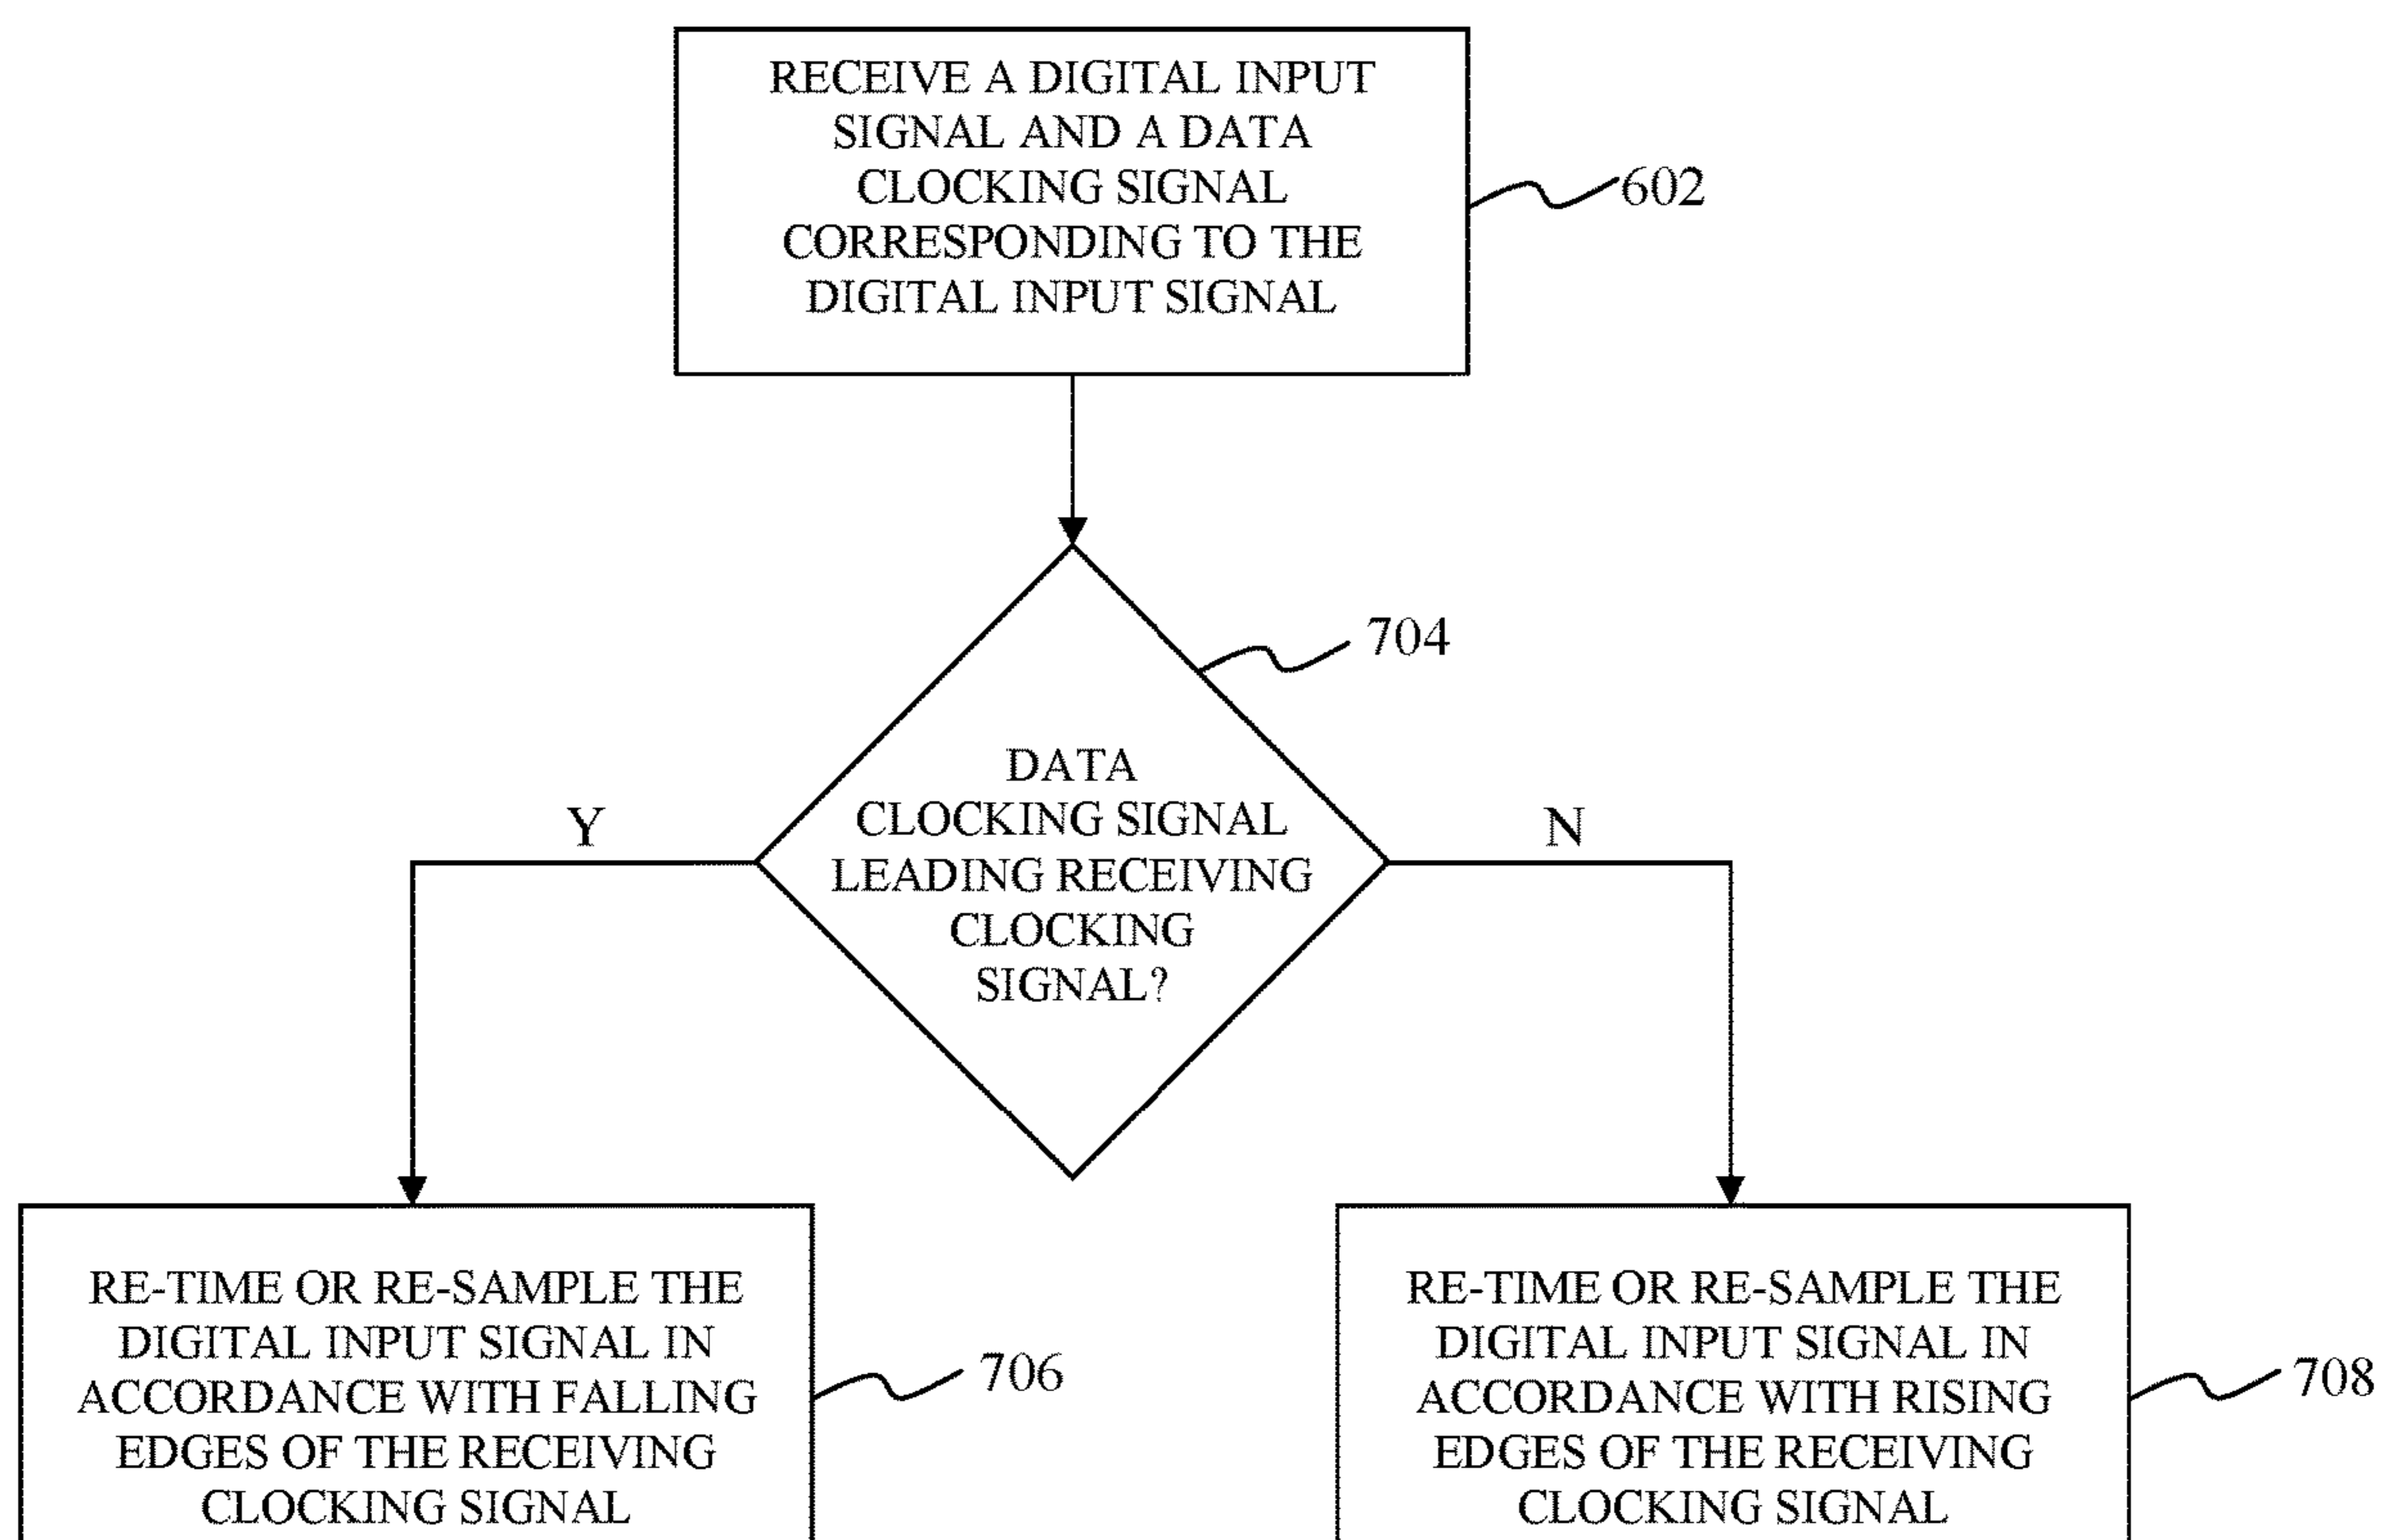 RECEIVE A DIGITAL INPUT
SIGNAL AND A DATA
CLOCKING SIGNAL
CORRESPONDING TO THE
DIGITAL INPUT SIGNAL
602
704
DATA
CLOCKING SIGNAL
LEADING RECEIVING
CLOCKING
SIGNAL?
Y
N
RE-TIME OR RE-SAMPLE THE
DIGITAL INPUT SIGNAL IN
ACCORDANCE WITH FALLING
EDGES OF THE RECEIVING
CLOCKING SIGNAL
706
RE-TIME OR RE-SAMPLE THE
DIGITAL INPUT SIGNAL IN
ACCORDANCE WITH RISING
EDGES OF THE RECEIVING
CLOCKING SIGNAL
708